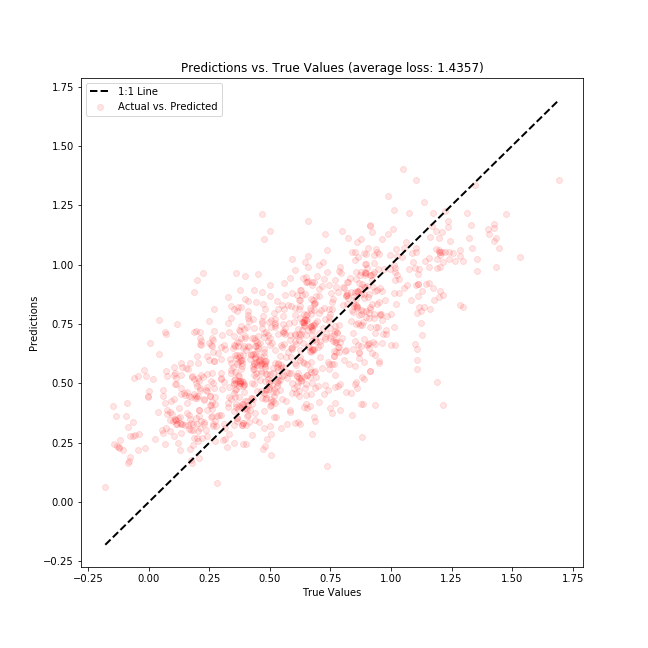 Predictions vs. True Values (average loss: 1.4357)
1:1 Line
Actual vs. Predicted
1.75
1.50
1.25
1.00
0.75
0.50
0.25
0.00
−0.25
Predictions
−0.25 0.00 0.25 0.50 0.75 1.00 1.25 1.50 1.75
True Values